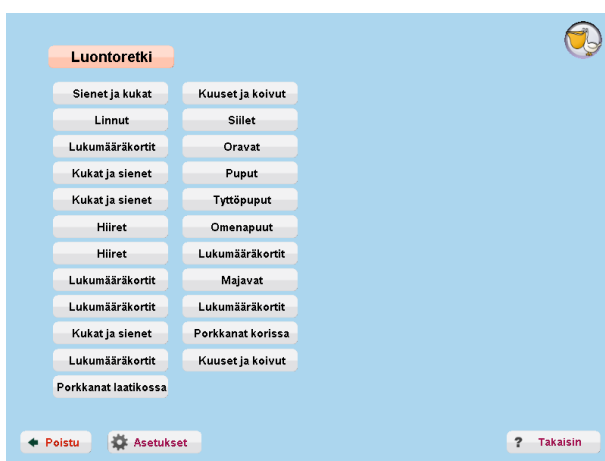 Luontoretki
Sienet ja kukat
Linnut
Lukumääräkortit
Kukat ja sienet
Kukat ja sienet
Hiiret
Hiiret
Lukumääräkortit
Lukumääräkortit
Kukat ja sienet
Lukumääräkortit
Porkkanat laatikossa
Kuuset ja koivut
Siilet
Oravat
Puput
Tyttöpuput
Omenapuut
Lukumääräkortit
Majavat
Lukumääräkortit
Porkkanat korissa
Kuuset ja koivut
Poistu
Asetukset
? Takaisin